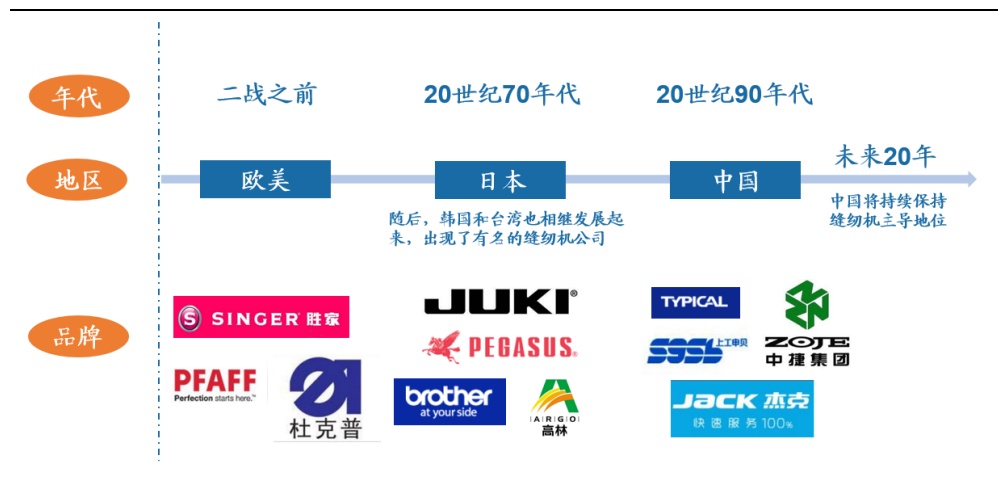 年代
二战之前
20世纪70年代
20世纪90年代
地区
欧美
日本
中国
未来20年
随后，韩国和台湾也相继发展起
来，出现了有名的缝纫机公司
中国将持续保持
缝纫机主导地位
品牌
S SINGER® 胜家
PFAFF
Perfection starts here.™
杜克普
JUKI®
PEGASUS®
brother
at your side
ARGO
高林
TYPICAL
SGSB 上工申贝
ZOJE
中捷集团
JACK 杰克
快速服务100%